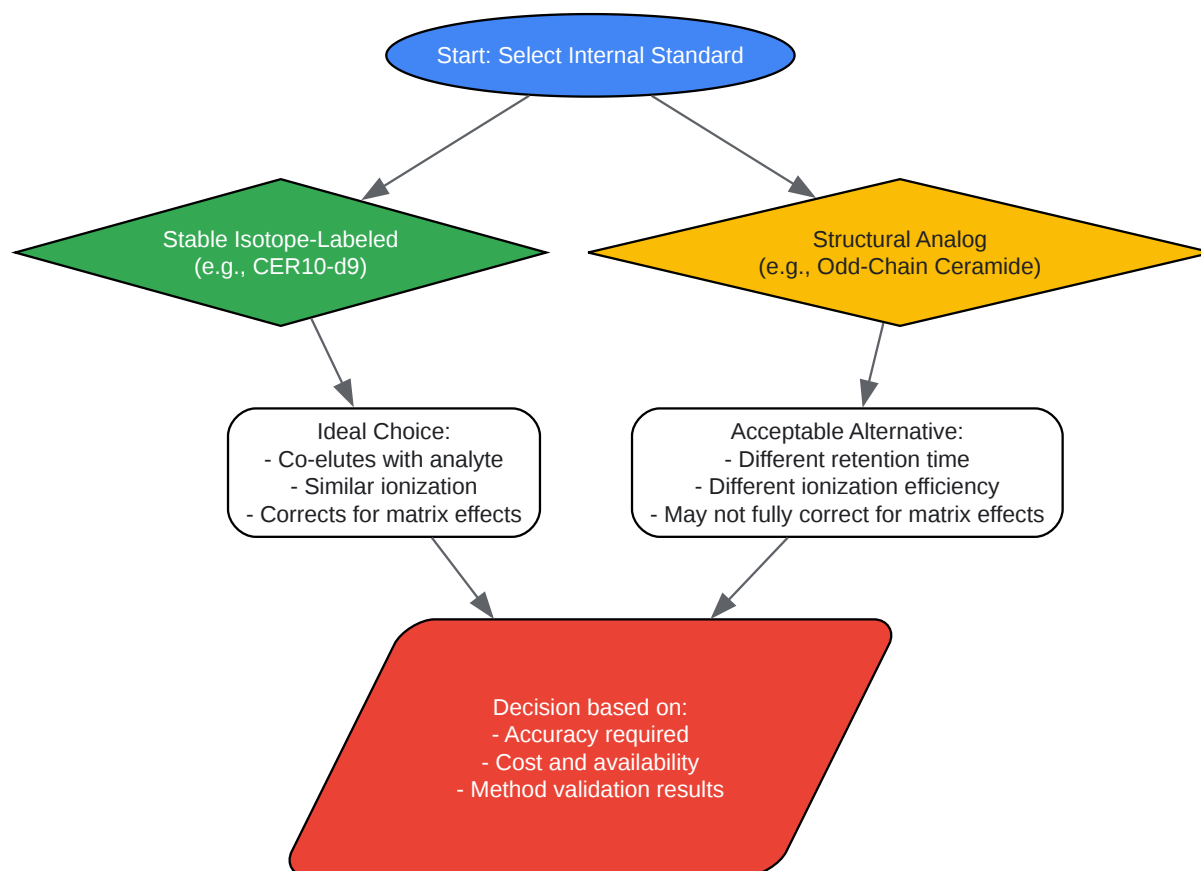 Start: Select Internal Standard
Stable Isotope-Labeled
(e.g., CER10-d9)
Structural Analog
(e.g., Odd-Chain Ceramide)
Ideal Choice:
- Co-elutes with analyte
- Similar ionization
- Corrects for matrix effects
Acceptable Alternative:
- Different retention time
- Different ionization efficiency
- May not fully correct for matrix effects
Decision based on:
- Accuracy required
- Cost and availability
- Method validation results